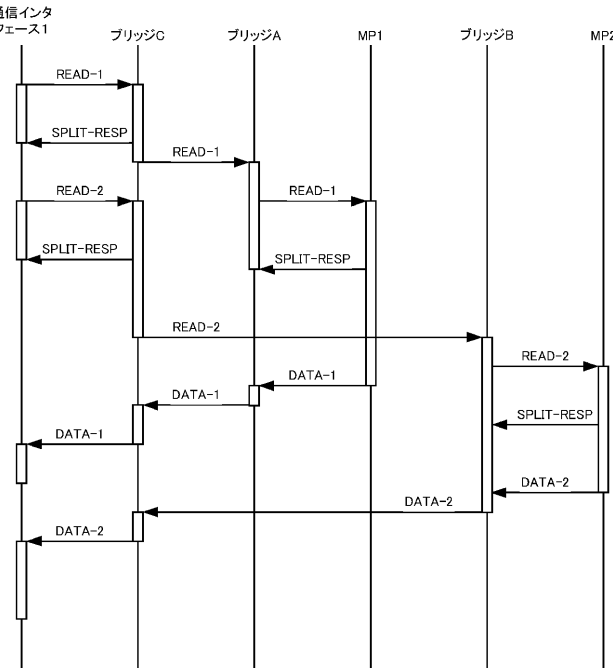 通信インタ
フェース1
ブリッジC
ブリッジA
MP1
ブリッジB
MP2
READ-1
SPLIT-RESP
READ-1
READ-2
READ-1
SPLIT-RESP
SPLIT-RESP
READ-2
READ-2
DATA-1
DATA-1
SPLIT-RESP
DATA-1
DATA-2
DATA-2
DATA-2